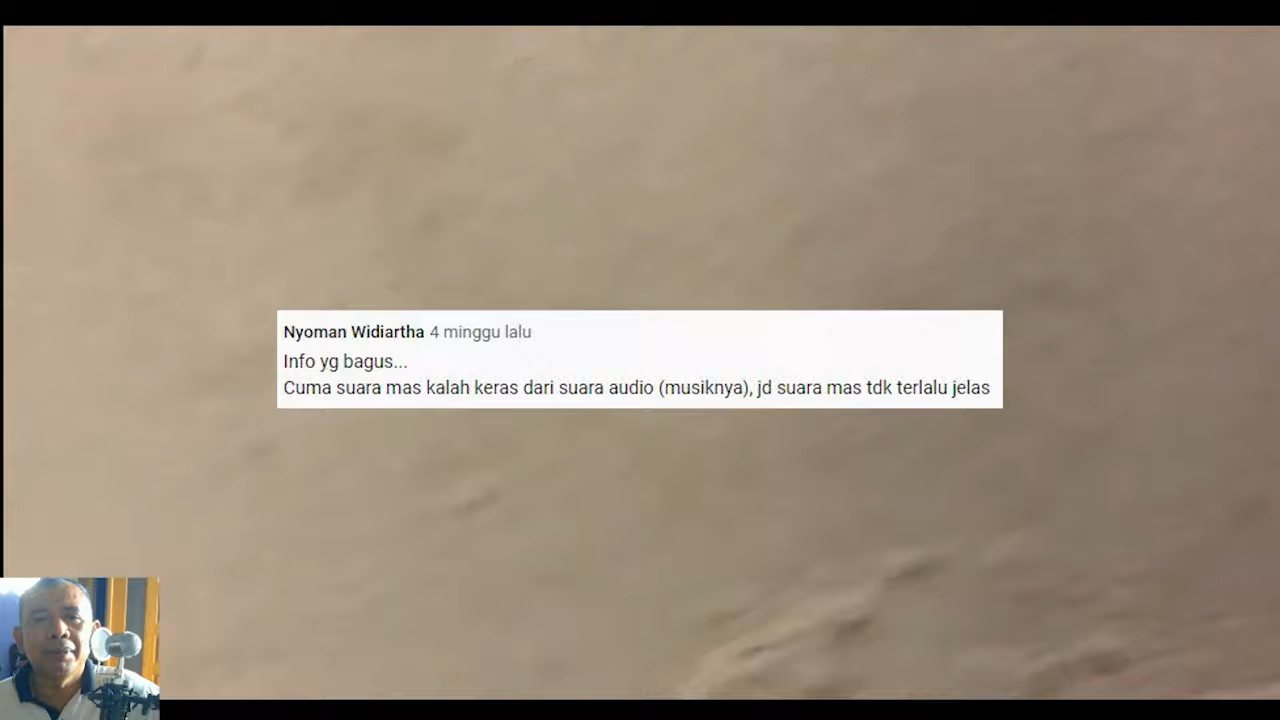 Nyoman Widiartha 4 minggu lalu
Info yg bagus...
Cuma suara mas kalah keras dari suara audio (musiknya), jd suara mas tdk terlalu jelas